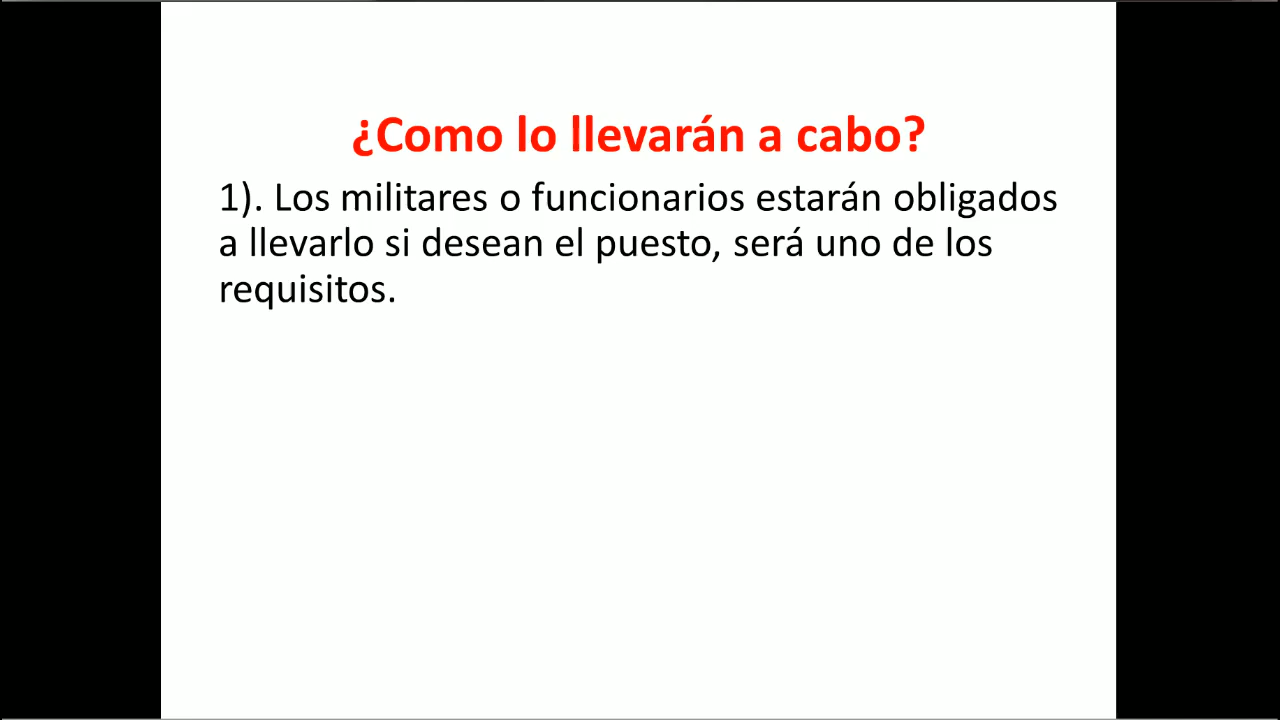 ¿Como lo llevarán a cabo?
1). Los militares o funcionarios estarán obligados
a llevarlo si desean el puesto, será uno de los
requisitos.